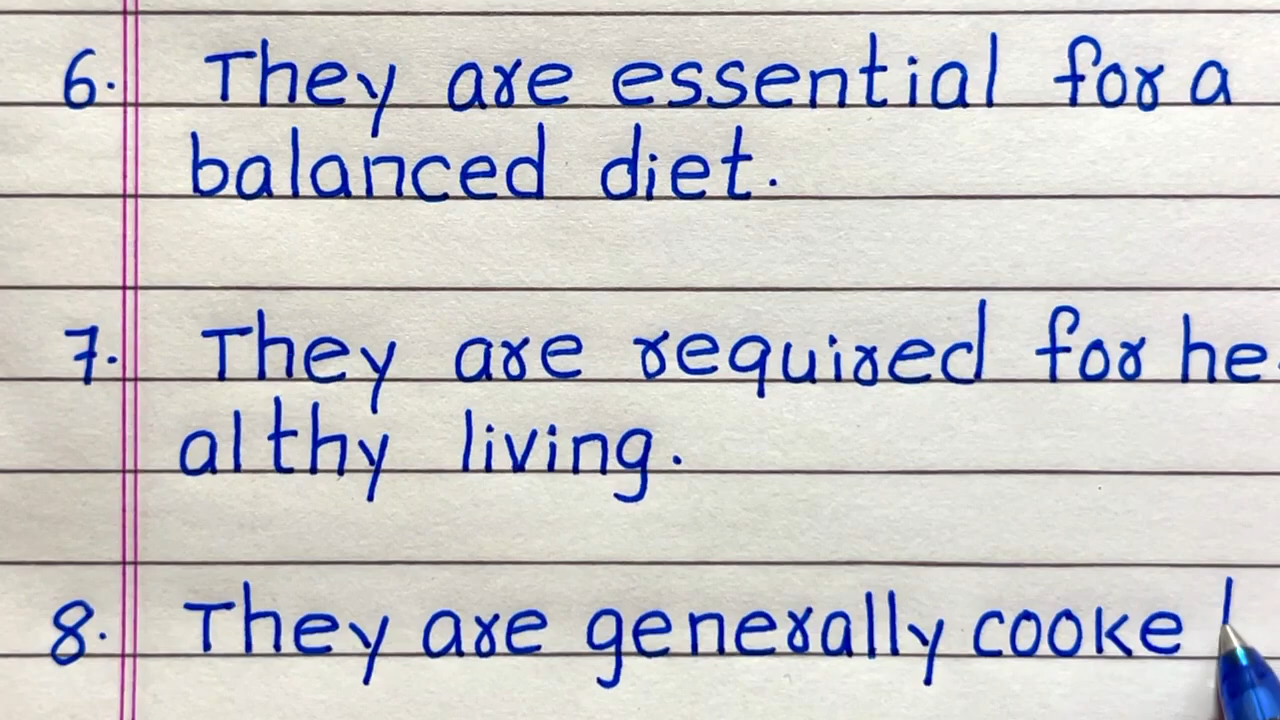 6. They are essential for a
balanced diet.
7. They are required for he
althy living.
8. They are generally cooke